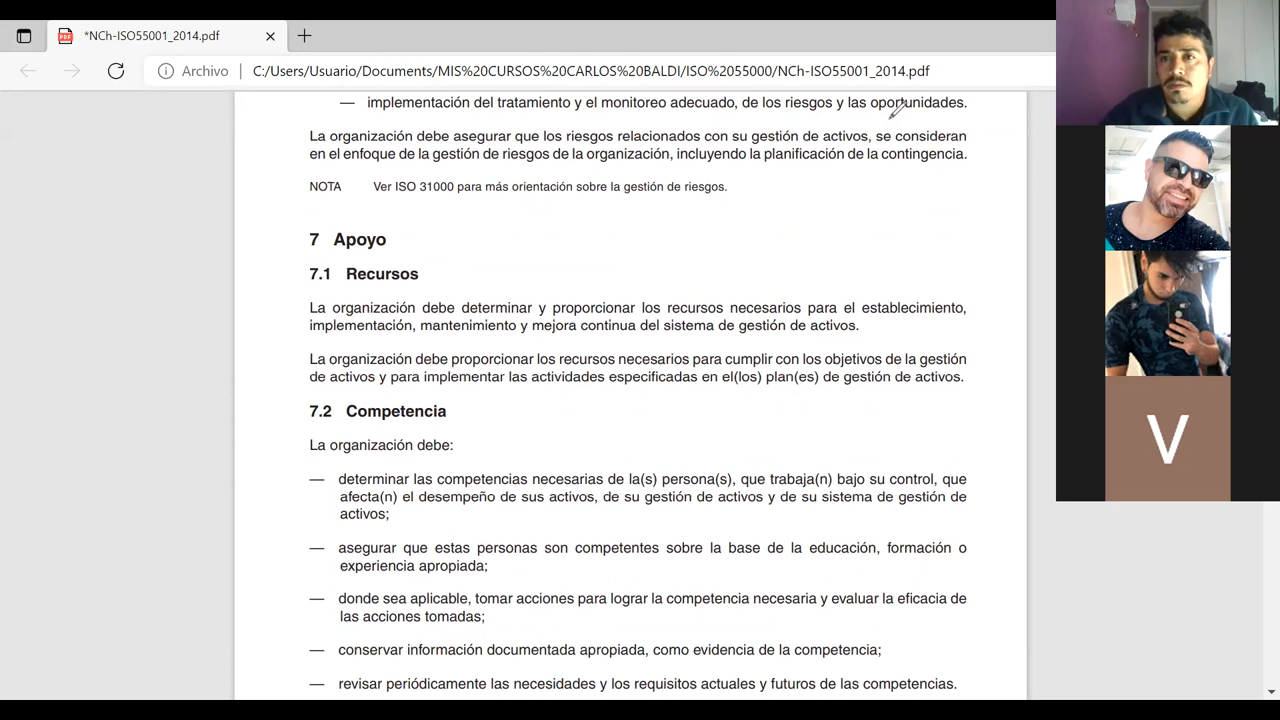 *NCh-ISO55001_2014.pdf
Archivo | C:/Users/Usuario/Documents/MIS%20CURSOS%20CARLOS%20BALDI/ISO%2055000/NCh-ISO55001_2014.pdf
— implementación del tratamiento y el monitoreo adecuado, de los riesgos y las oportunidades.
La organización debe asegurar que los riesgos relacionados con su gestión de activos, se consideran
en el enfoque de la gestión de riesgos de la organización, incluyendo la planificación de la contingencia.
NOTA Ver ISO 31000 para más orientación sobre la gestión de riesgos.
7 Apoyo
7.1 Recursos
La organización debe determinar y proporcionar los recursos necesarios para el establecimiento,
implementación, mantenimiento y mejora continua del sistema de gestión de activos.
La organización debe proporcionar los recursos necesarios para cumplir con los objetivos de la gestión
de activos y para implementar las actividades especificadas en el(los) plan(es) de gestión de activos.
7.2 Competencia
La organización debe:
— determinar las competencias necesarias de la(s) persona(s), que trabaja(n) bajo su control, que
afecta(n) el desempeño de sus activos, de su gestión de activos y de su sistema de gestión de
activos;
— asegurar que estas personas son competentes sobre la base de la educación, formación o
experiencia apropiada;
— donde sea aplicable, tomar acciones para lograr la competencia necesaria y evaluar la eficacia de
las acciones tomadas;
— conservar información documentada apropiada, como evidencia de la competencia;
— revisar periódicamente las necesidades y los requisitos actuales y futuros de las competencias.
V